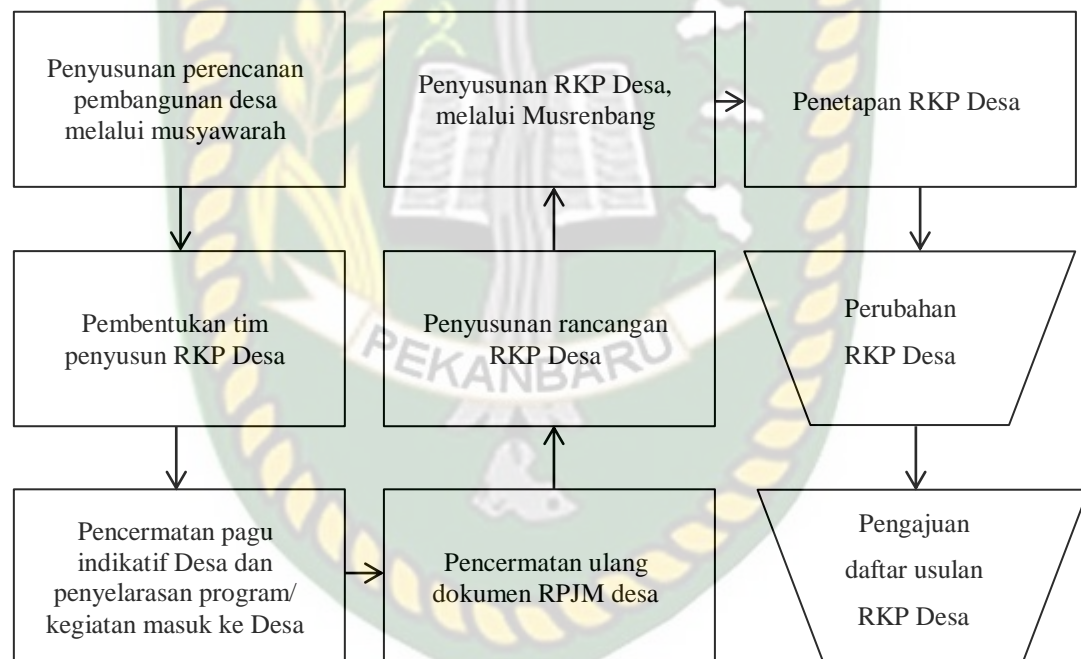 Penyusunan perencanan
pembangunan desa
melalui musyawarah
Pembentukan tim
penyusun RKP Desa
Pencermatan pagu
indikatif Desa dan
penyelarasan program/
kegiatan masuk ke Desa
Pencermatan ulang
dokumen RPJM desa
Penyusunan rancangan
RKP Desa
Penyusunan RKP Desa,
melalui Musrenbang
Penetapan RKP Desa
Perubahan
RKP Desa
Pengajuan
daftar usulan
RKP Desa
PEKANBARU